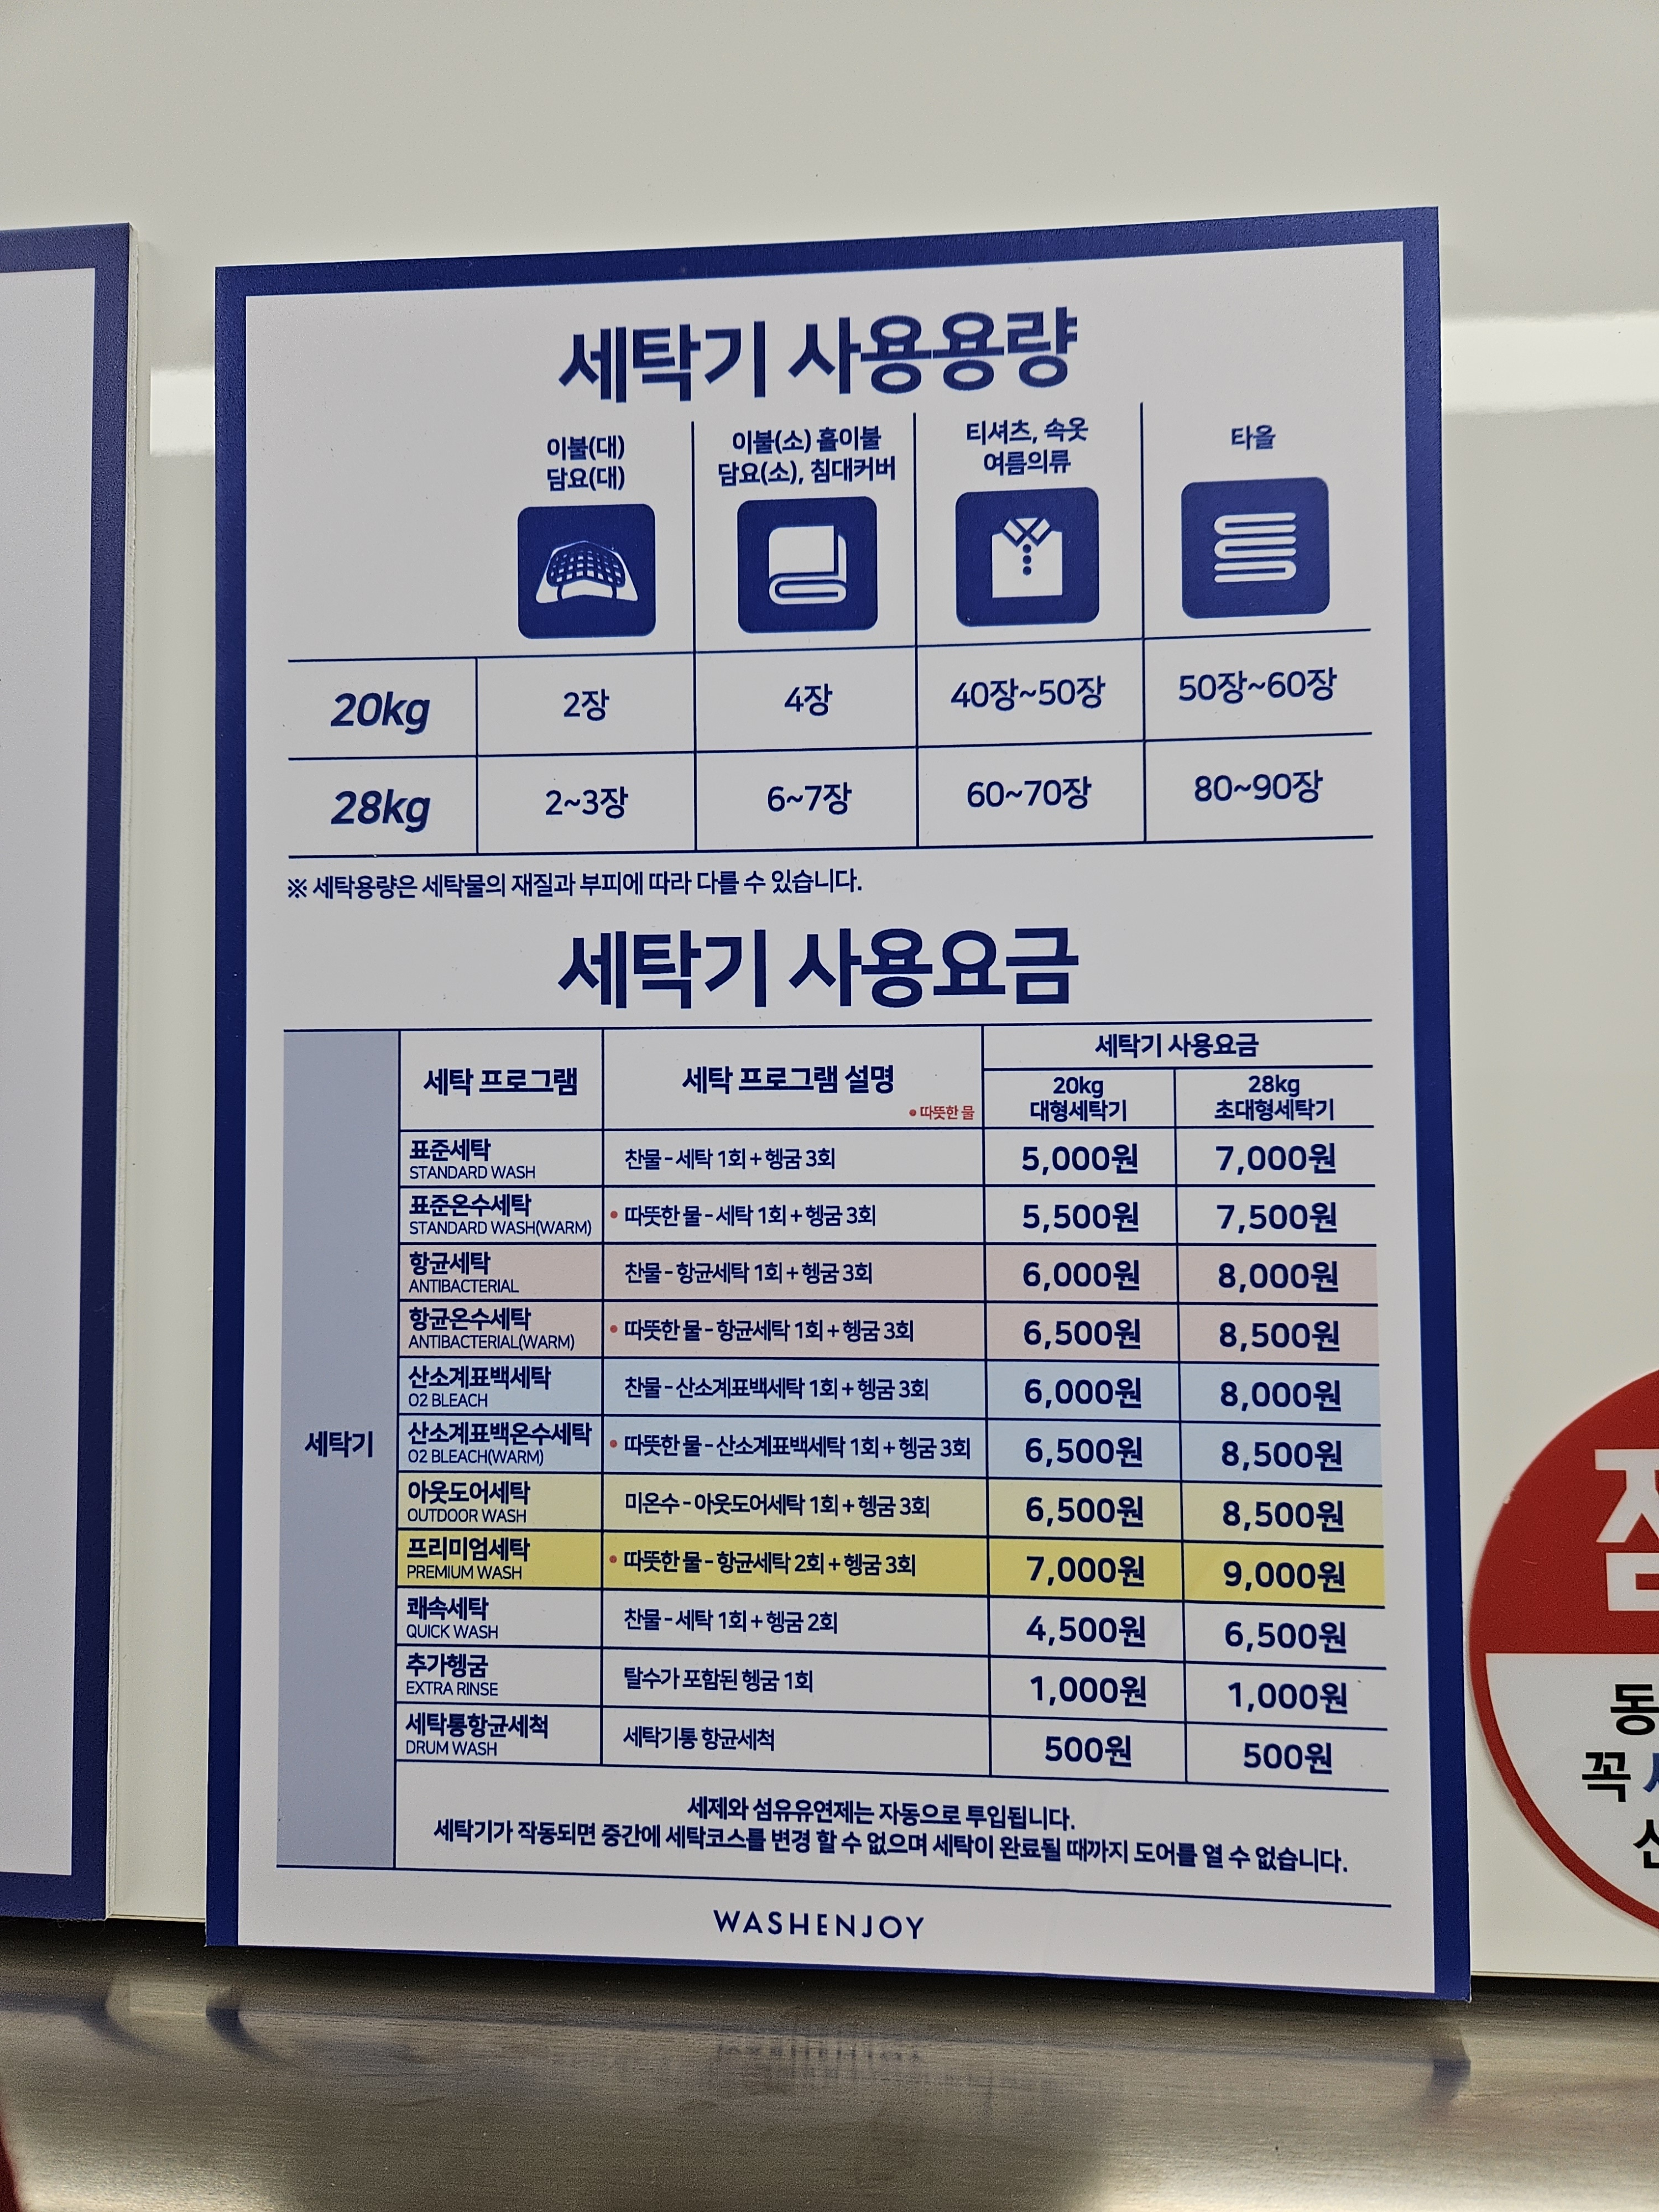 세탁기 사용용량
이불(대)
담요(대)
이불(소) 홑이불
담요(소), 침대커버
티셔츠, 속옷
여름의류
타올
20kg 2장 4장 40장~50장 50장~60장
28kg 2~3장 6~7장 60~70장 80~90장
※ 세탁용량은 세탁물의 재질과 부피에 따라 다를 수 있습니다.
세탁기 사용요금
세탁기
세탁 프로그램
세탁 프로그램 설명
• 따뜻한 물
세탁기 사용요금
20kg
대형세탁기
28kg
초대형세탁기
표준세탁
STANDARD WASH
찬물 - 세탁 1회 + 헹굼 3회
5,000원 7,000원
표준온수세탁
STANDARD WASH(WARM)
• 따뜻한 물 - 세탁 1회 + 헹굼 3회
5,500원 7,500원
항균세탁
ANTIBACTERIAL
찬물 - 항균세탁 1회 + 헹굼 3회
6,000원 8,000원
항균온수세탁
ANTIBACTERIAL(WARM)
• 따뜻한 물 - 항균세탁 1회 + 헹굼 3회
6,500원 8,500원
산소계표백세탁
O2 BLEACH
찬물 - 산소계표백세탁 1회 + 헹굼 3회
6,000원 8,000원
산소계표백온수세탁
O2 BLEACH(WARM)
• 따뜻한 물 - 산소계표백세탁 1회 + 헹굼 3회
6,500원 8,500원
아웃도어세탁
OUTDOOR WASH
미온수 - 아웃도어세탁 1회 + 헹굼 3회
6,500원 8,500원
프리미엄세탁
PREMIUM WASH
• 따뜻한 물 - 항균세탁 2회 + 헹굼 3회
7,000원 9,000원
쾌속세탁
QUICK WASH
찬물 - 세탁 1회 + 헹굼 2회
4,500원 6,500원
추가헹굼
EXTRA RINSE
탈수가 포함된 헹굼 1회
1,000원 1,000원
세탁통항균세척
DRUM WASH
세탁기통 항균세척
500원 500원
세제와 섬유유연제는 자동으로 투입됩니다.
세탁기가 작동되면 중간에 세탁코스를 변경 할 수 없으며 세탁이 완료될 때까지 도어를 열 수 없습니다.
WASHENJOY
동
꼭